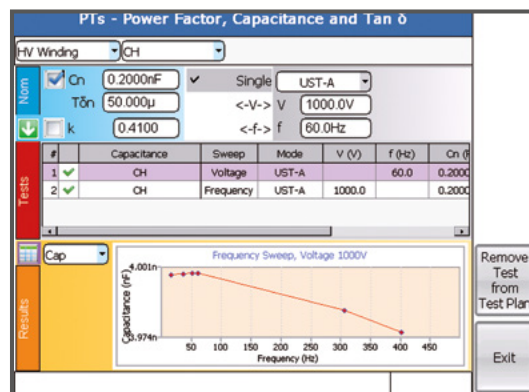 PTs - Power Factor, Capacitance and Tan δ
HV Winding CH
Nom
Cn 0.2000nF Single UST-A
Tδn 50.000µ <-V-> V 1000.0V
k 0.4100 <-f-> f 60.0Hz
Tests
# Capacitance Sweep Mode V (V) f (Hz) Cn (F
1 CH Voltage UST-A 60.0 0.2000
2 CH Frequency UST-A 1000.0 0.2000
Results
Cap
Frequency Sweep, Voltage 1000V
Capacitance (nF)
4.001n
3.974n
50 100 150 200 250 300 350 400 450
Frequency (Hz)
Remove
Test
from
Test Plan
Exit